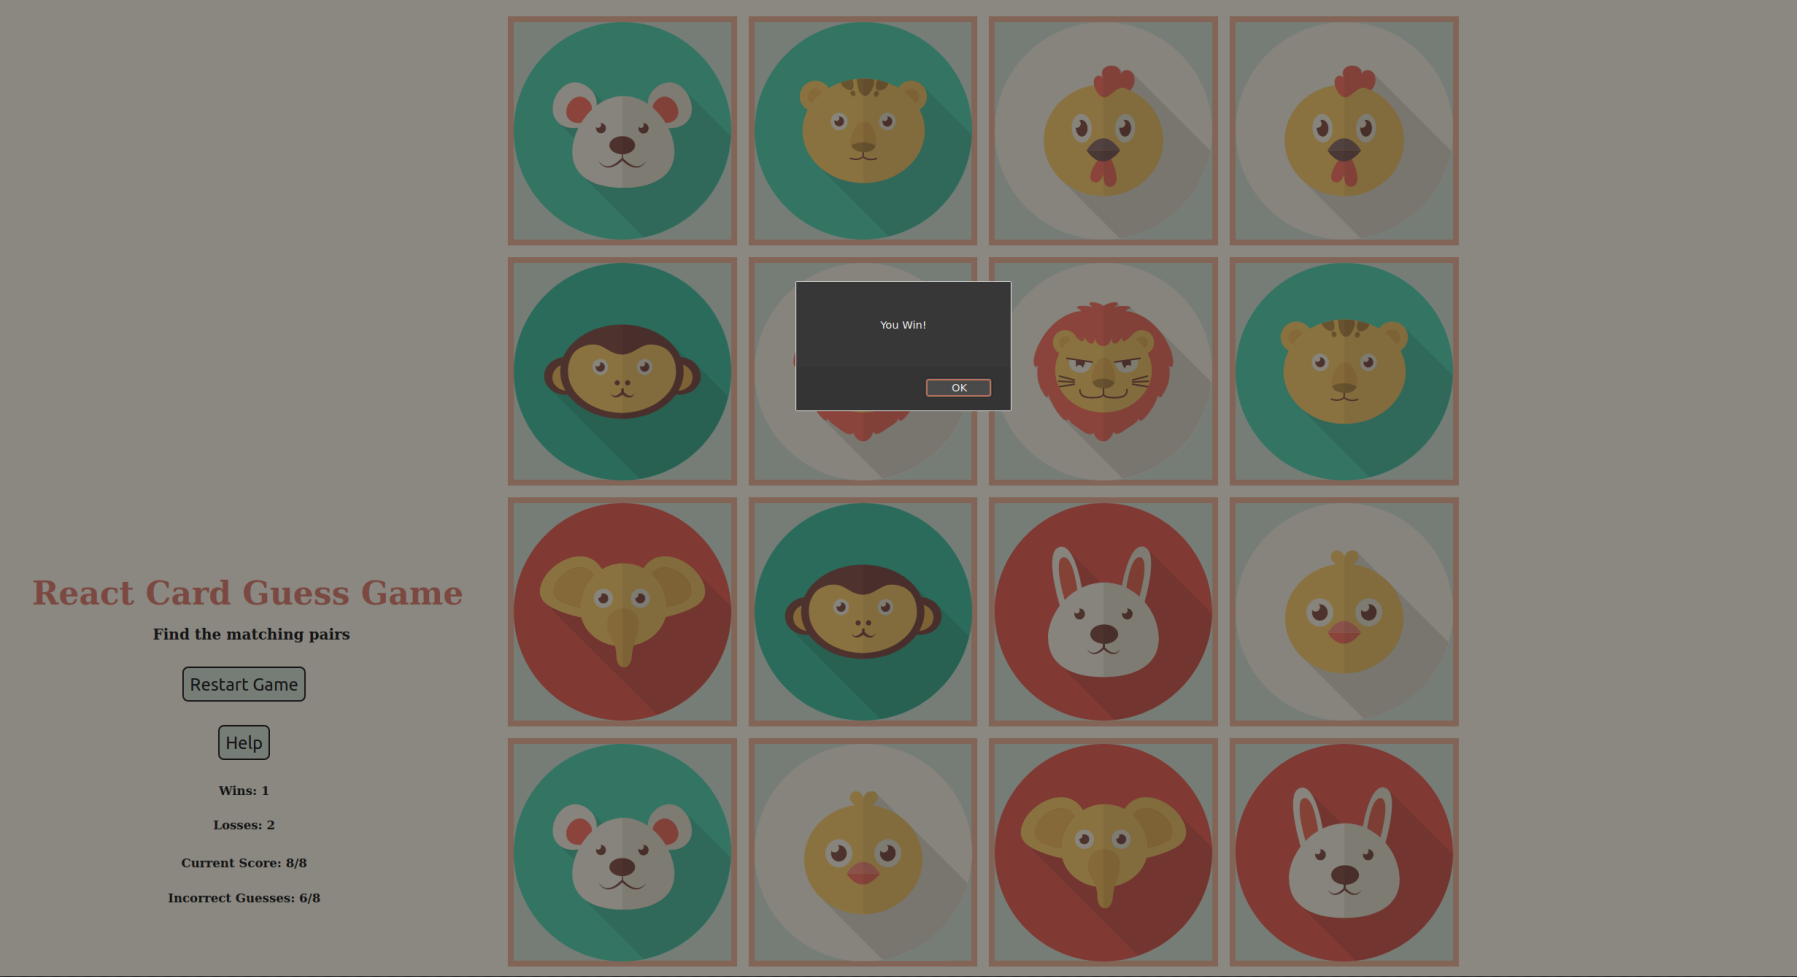 You Win!
OK
React Card Guess Game
Find the matching pairs
Restart Game
Help
Wins: 1
Losses: 2
Current Score: 8/8
Incorrect Guesses: 6/8